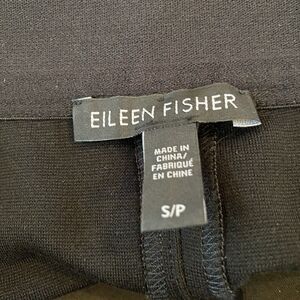 EILEEN FISHER
MADE IN
CHINA/
FABRIQUÉ
EN CHINE
S/P